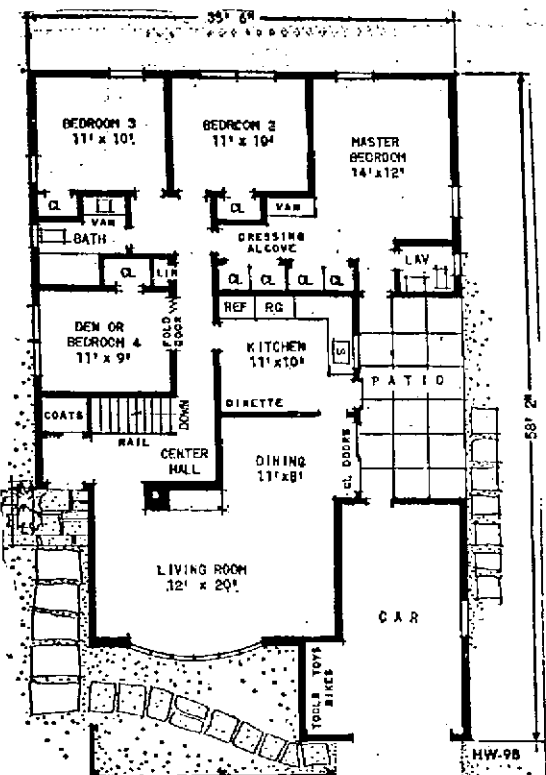 35' 6"
BEDROOM 3
11' x 10'
BEDROOM 2
11' x 10'
MASTER
BEDROOM
14' x 12'
CL
VAN
CL
VAN
BATH
DRESSING
ALCOVE
LAV
CL
LIN
CL
CL
CL
CL
DEN OR
BEDROOM 4
11' x 9'
FOLD
DOOR
REF
RG
KITCHEN
11' x 10'
S
PATIO
58' 2"
DINETTE
COATS
RAIL
DOWN
CENTER
HALL
DINING
11' x 8'
GL DOORS
LIVING ROOM
12' x 20'
CAR
TOOLS TOYS
BIKES
HW-98